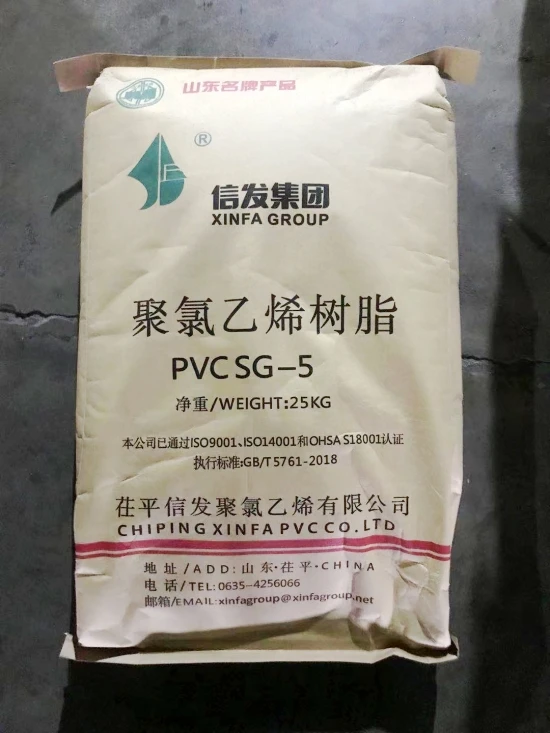 山东名牌产品
®
信发集团
XINFA GROUP
聚氯乙烯树脂
PVC SG-5
净重/WEIGHT:25KG
本公司已通过ISO9001、ISO14001和OHSA S18001认证
执行标准:GB/T 5761-2018
茌平信发聚氯乙烯有限公司
CHIPING XINFA PVC CO.LTD
地址/ADD:山东·茌平·CHINA
电话/TEL:0635-4256066
邮箱/EMAIL:xinfagroup@xinfagroup.net